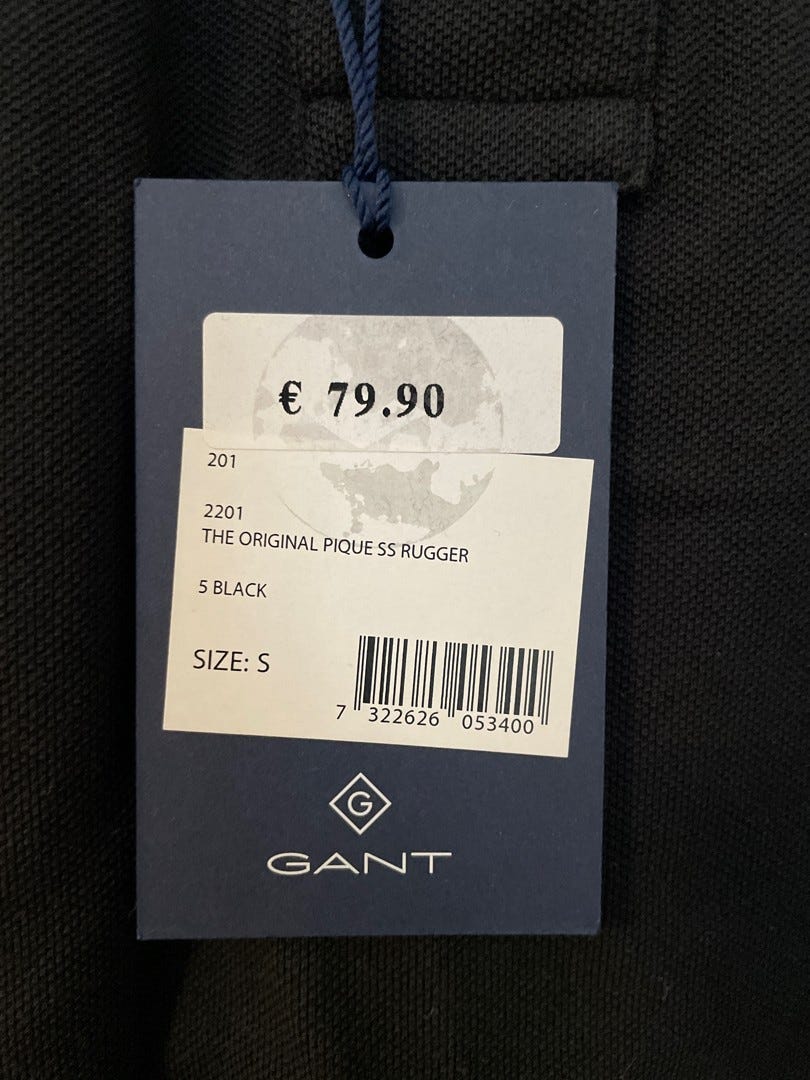 € 79.90
201
2201
THE ORIGINAL PIQUE SS RUGGER
5 BLACK
SIZE: S
7 322626 053400
G
GANT